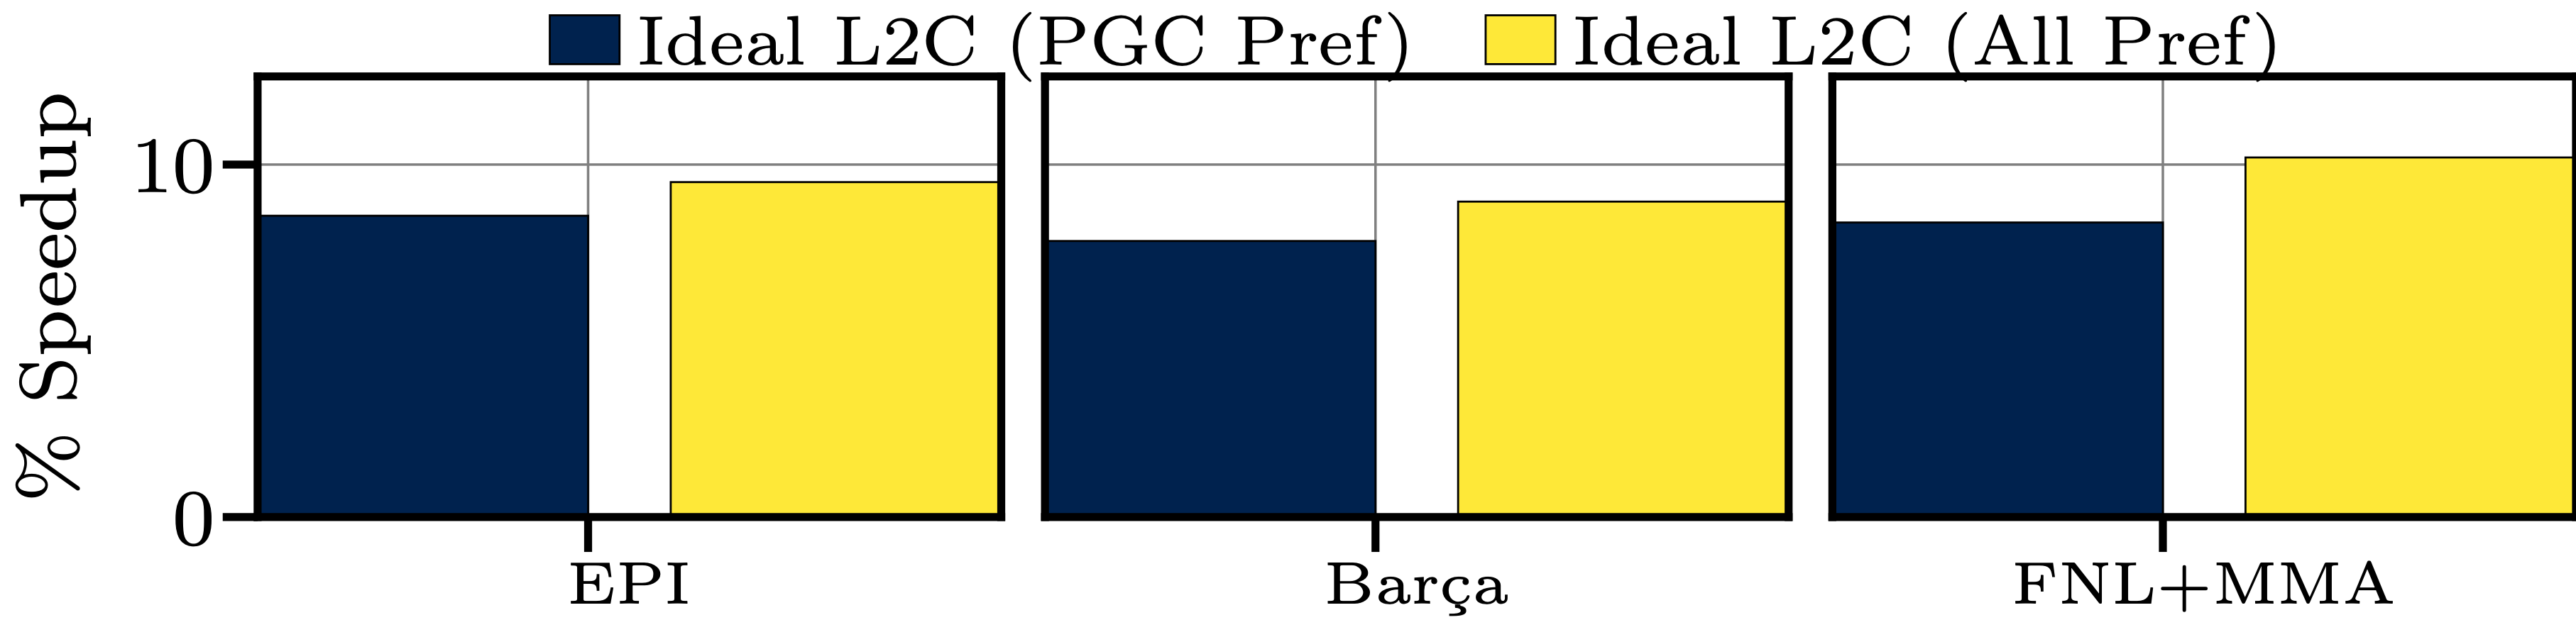 Ideal L2C (PGC Pref) Ideal L2C (All Pref)
% Speedup
10
0
EPI Barça FNL+MMA